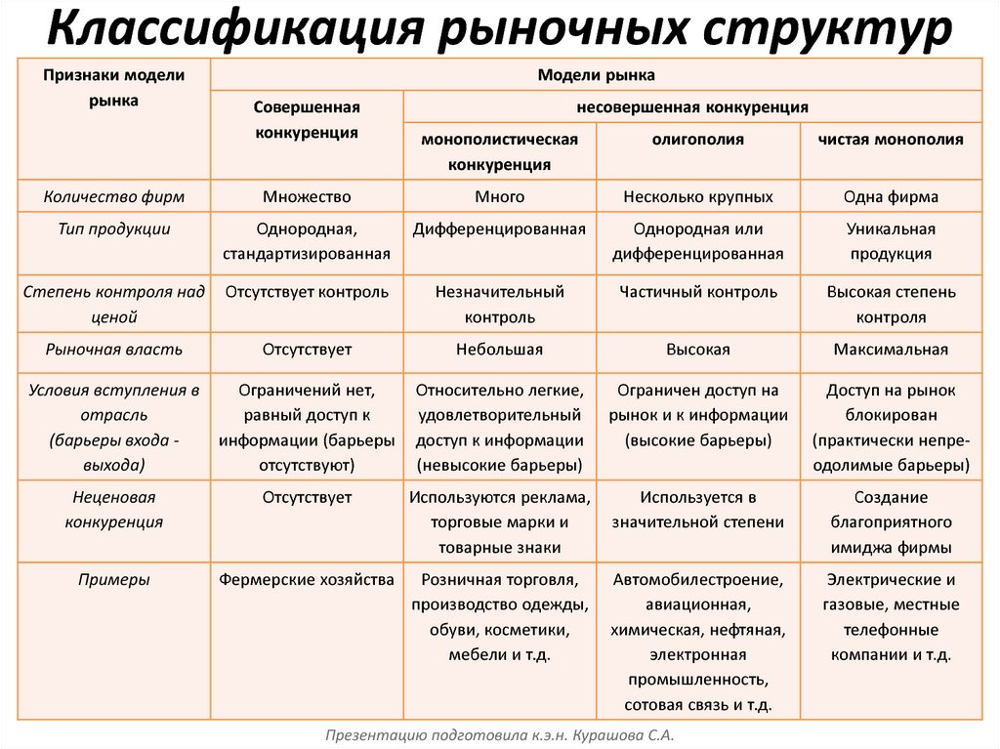 Классификация рыночных структур
Признаки модели
рынка
Модели рынка
Совершенная
конкуренция
несовершенная конкуренция
монополистическая
конкуренция
олигополия
чистая монополия
Количество фирм
Множество
Много
Несколько крупных
Одна фирма
Тип продукции
Однородная,
стандартизированная
Дифференцированная
Однородная или
дифференцированная
Уникальная
продукция
Степень контроля над
ценой
Отсутствует контроль
Незначительный
контроль
Частичный контроль
Высокая степень
контроля
Рыночная власть
Отсутствует
Небольшая
Высокая
Максимальная
Условия вступления в
отрасль
(барьеры входа -
выхода)
Ограничений нет,
равный доступ к
информации (барьеры
отсутствуют)
Относительно легкие,
удовлетворительный
доступ к информации
(невысокие барьеры)
Ограничен доступ на
рынок и к информации
(высокие барьеры)
Доступ на рынок
блокирован
(практически непре-
одолимые барьеры)
Неценовая
конкуренция
Отсутствует
Используются реклама,
торговые марки и
товарные знаки
Используется в
значительной степени
Создание
благоприятного
имиджа фирмы
Примеры
Фермерские хозяйства
Розничная торговля,
производство одежды,
обуви, косметики,
мебели и т.д.
Автомобилестроение,
авиационная,
химическая, нефтяная,
электронная
промышленность,
сотовая связь и т.д.
Электрические и
газовые, местные
телефонные
компании и т.д.
Презентацию подготовила к.э.н. Курашова С.А.